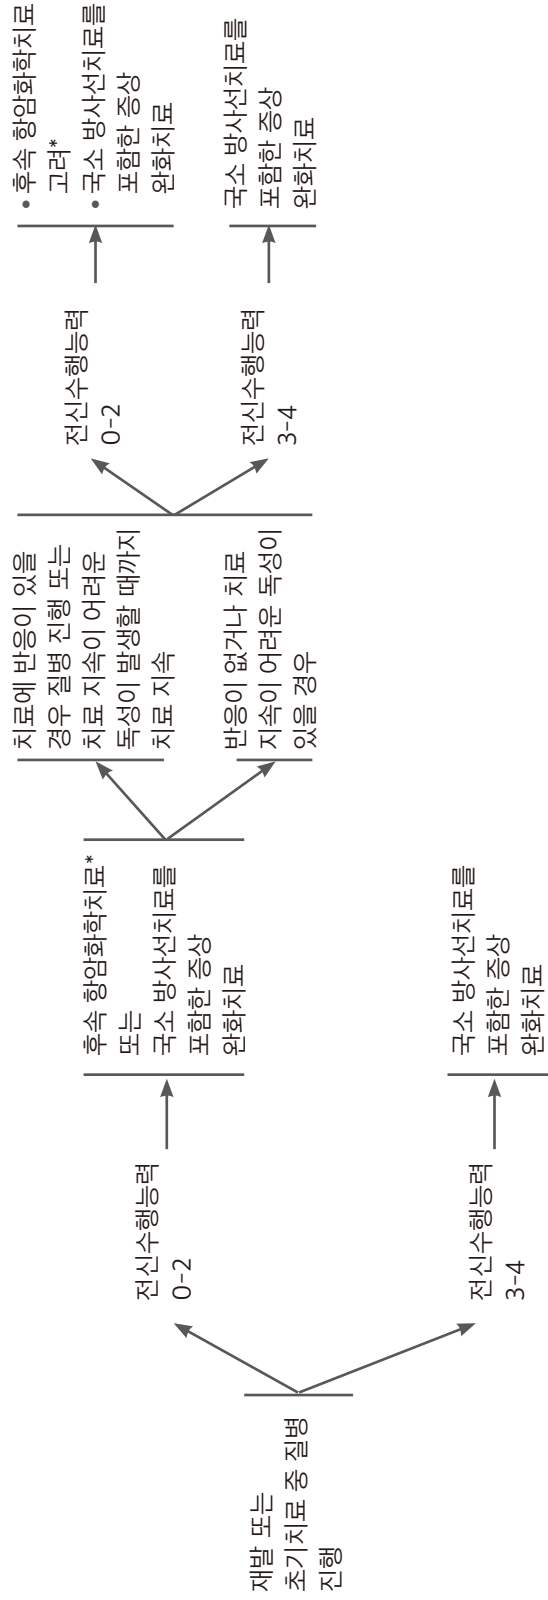 재발 또는
초기치료 중 질병
진행
전신수행능력
0-2
전신수행능력
3-4
후속 항암화학치료*
또는
국소 방사선치료를
포함한 증상
완화치료
국소 방사선치료를
포함한 증상
완화치료
치료에 반응이 있을
경우 질병 진행 또는
치료 지속이 어려운
독성이 발생할 때까지
치료 지속
반응이 없거나 치료
지속이 어려운 독성이
있을 경우
전신수행능력
0-2
전신수행능력
3-4
• 후속 항암화학치료
고려*
• 국소 방사선치료를
포함한 증상
완화치료
국소 방사선치료를
포함한 증상
완화치료